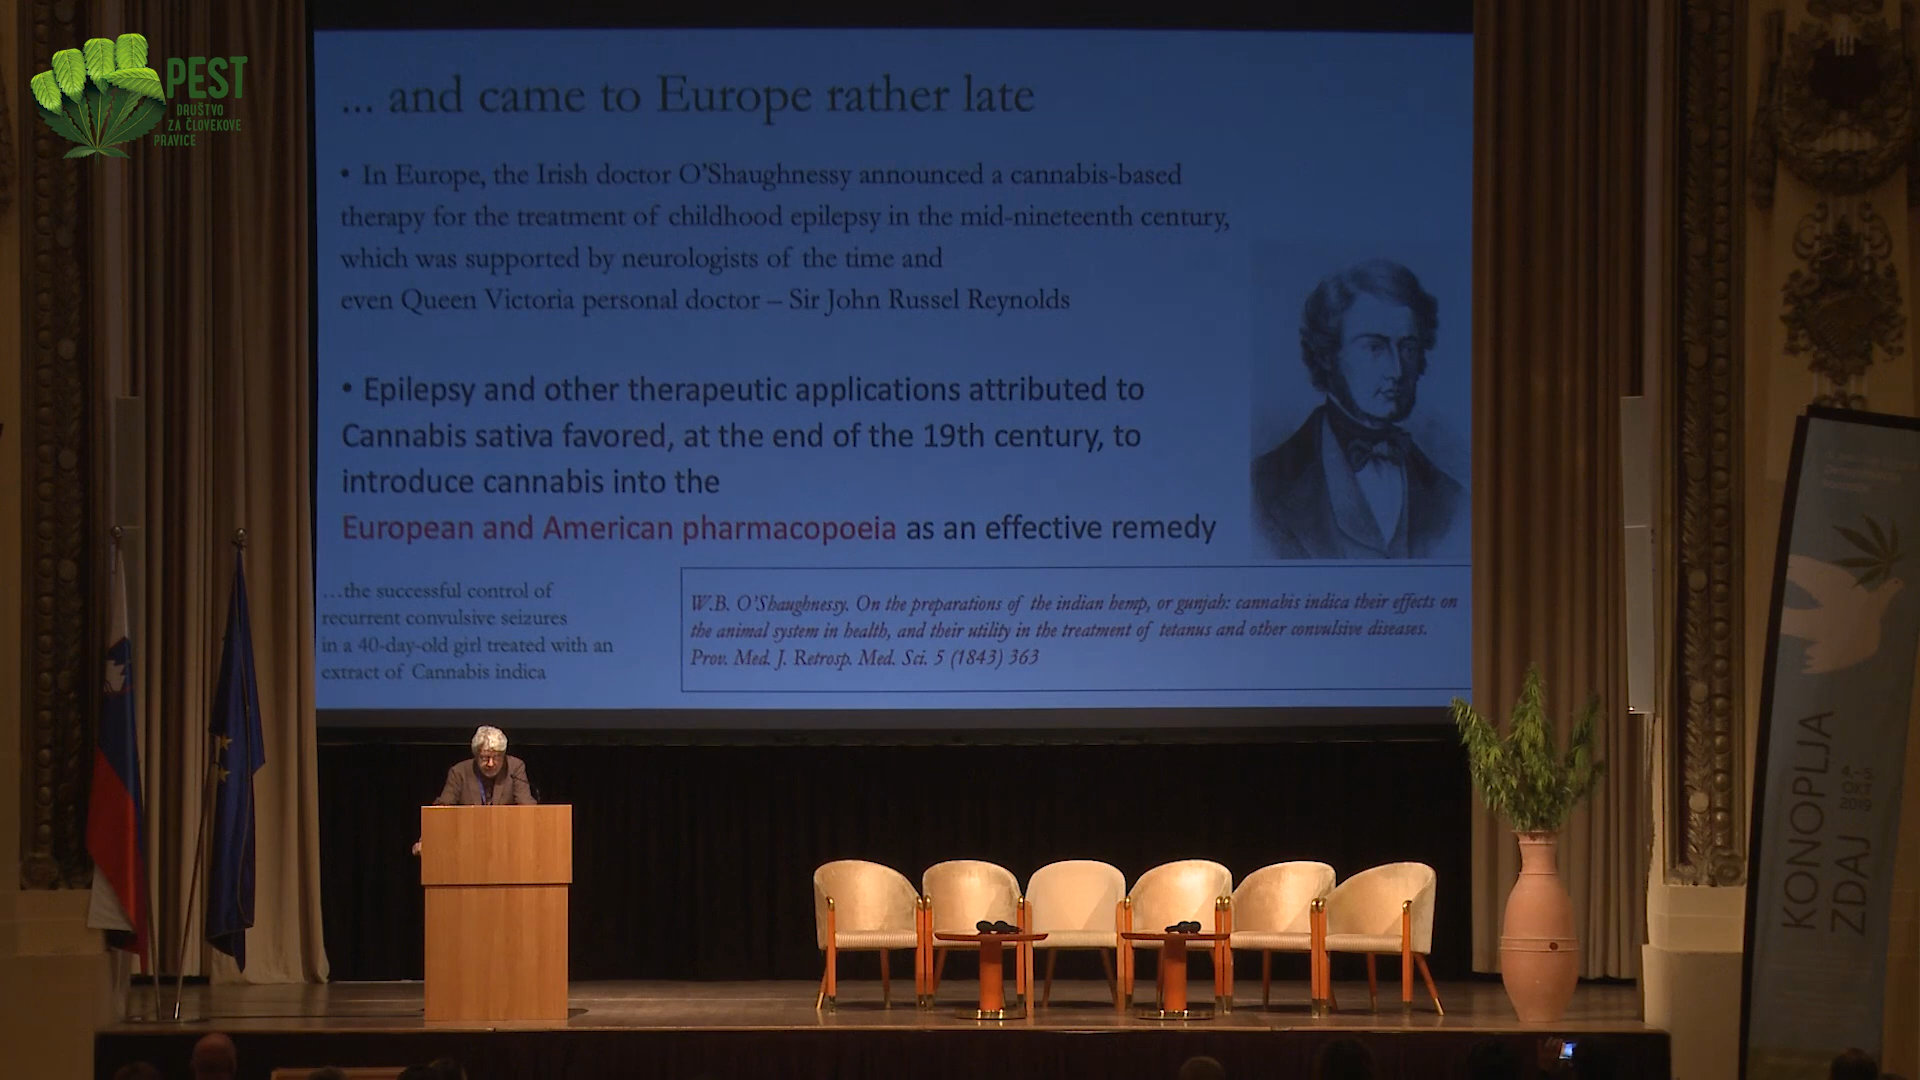 PEST
DRUŠTVO
ZA ČLOVEKOVE
PRAVICE
... and came to Europe rather late
• In Europe, the Irish doctor O'Shaughnessy announced a cannabis-based
therapy for the treatment of childhood epilepsy in the mid-nineteenth century,
which was supported by neurologists of the time and
even Queen Victoria personal doctor – Sir John Russel Reynolds
• Epilepsy and other therapeutic applications attributed to
Cannabis sativa favored, at the end of the 19th century, to
introduce cannabis into the
European and American pharmacopoeia as an effective remedy
…the successful control of
recurrent convulsive seizures
in a 40-day-old girl treated with an
extract of Cannabis indica
W.B. O'Shaughnessy. On the preparations of the indian hemp, or gunjah: cannabis indica their effects on
the animal system in health, and their utility in the treatment of tetanus and other convulsive diseases.
Prov. Med. J. Retrosp. Med. Sci. 5 (1843) 363
KONOPLJA
ZDAJ
4.-5.
OKT
2019